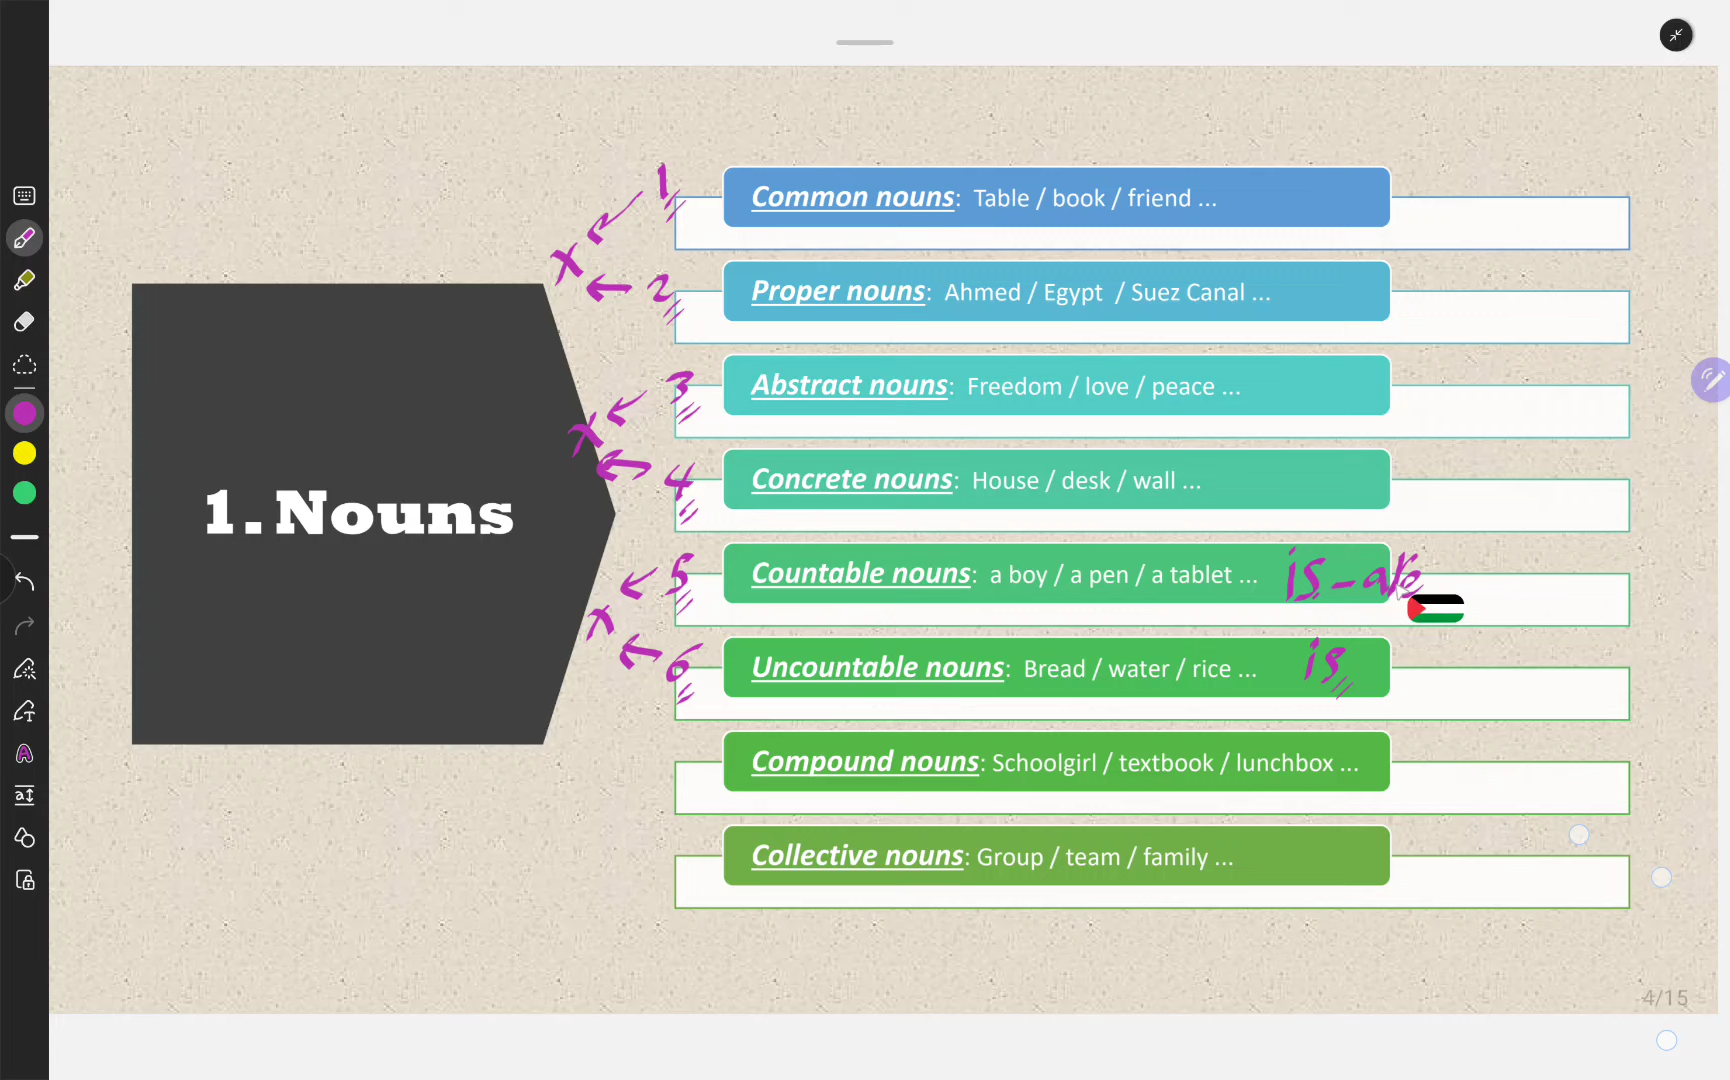 1
Common nouns: Table / book / friend ...
x
2
Proper nouns: Ahmed / Egypt / Suez Canal ...
3
Abstract nouns: Freedom / love / peace ...
x
4
Concrete nouns: House / desk / wall ...
1. Nouns
5
Countable nouns: a boy / a pen / a tablet ... is - are
x
6
Uncountable nouns: Bread / water / rice ... is
Compound nouns: Schoolgirl / textbook / lunchbox ...
Collective nouns: Group / team / family ...
4/15